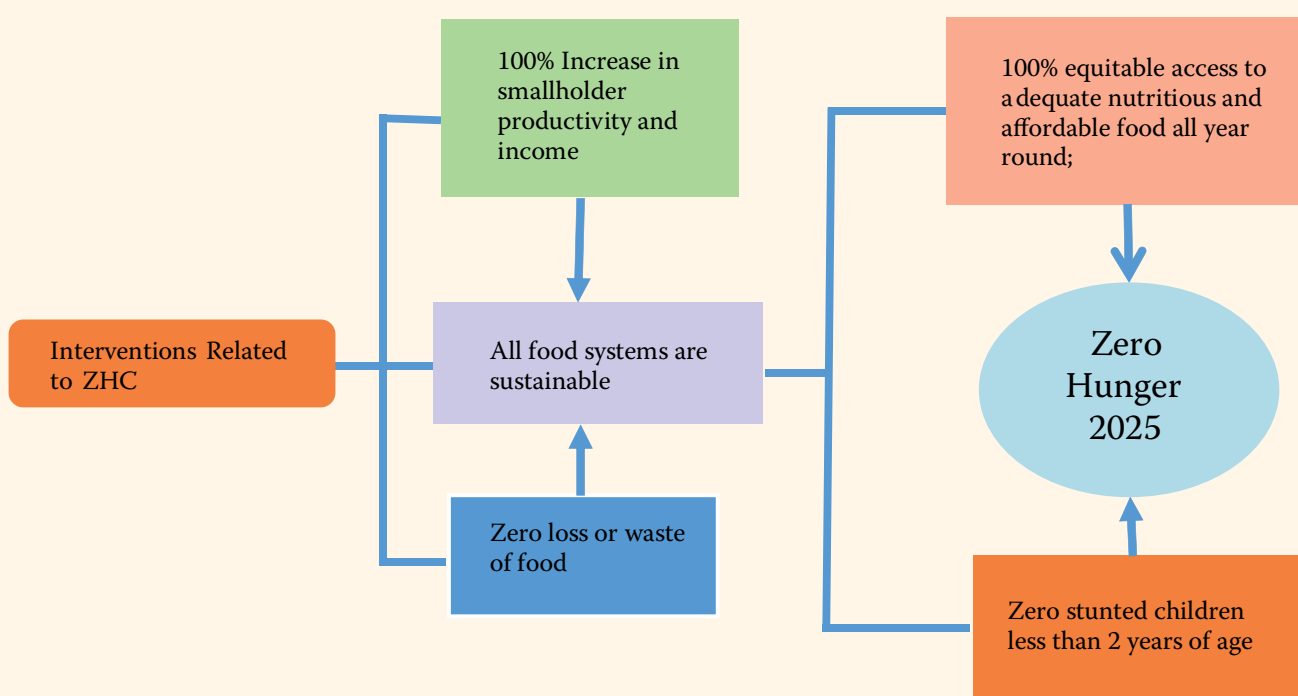 100% Increase in
smallholder
productivity and
income
100% equitable access to
adequate nutritious and
affordable food all year
round;
Interventions Related
to ZHC
All food systems are
sustainable
Zero
Hunger
2025
Zero loss or waste
of food
Zero stunted children
less than 2 years of age